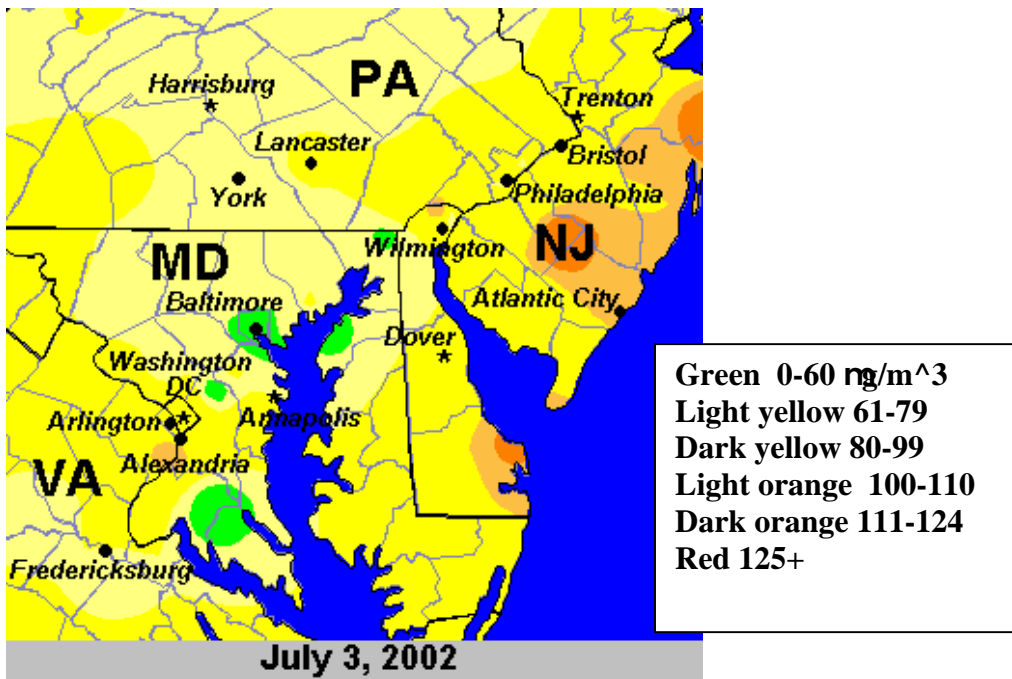 PA
Harrisburg
Trenton
Lancaster
Bristol
York
Philadelphia
Wilmington
NJ
MD
Baltimore
Atlantic City
Dover
Washington
DC
Arlington
Annapolis
Alexandria
VA
Fredericksburg
July 3, 2002
Green 0-60 mg/m^3
Light yellow 61-79
Dark yellow 80-99
Light orange 100-110
Dark orange 111-124
Red 125+